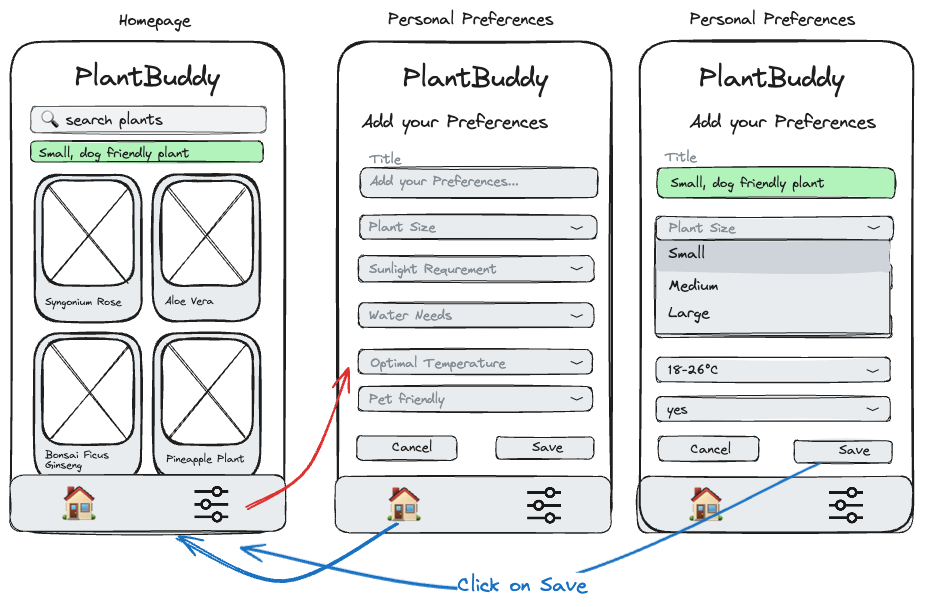 Homepage
PlantBuddy
search plants
Small, dog friendly plant
Syngonium Rose
Aloe Vera
Bonsai Ficus
Ginseng
Pineapple Plant
Personal Preferences
PlantBuddy
Add your Preferences
Title
Add your Preferences...
Plant Size
Sunlight Requrement
Water Needs
Optimal Temperature
Pet friendly
Cancel
Save
Personal Preferences
PlantBuddy
Add your Preferences
Title
Small, dog friendly plant
Plant Size
Small
Medium
Large
18-26°C
yes
Cancel
Save
Click on Save